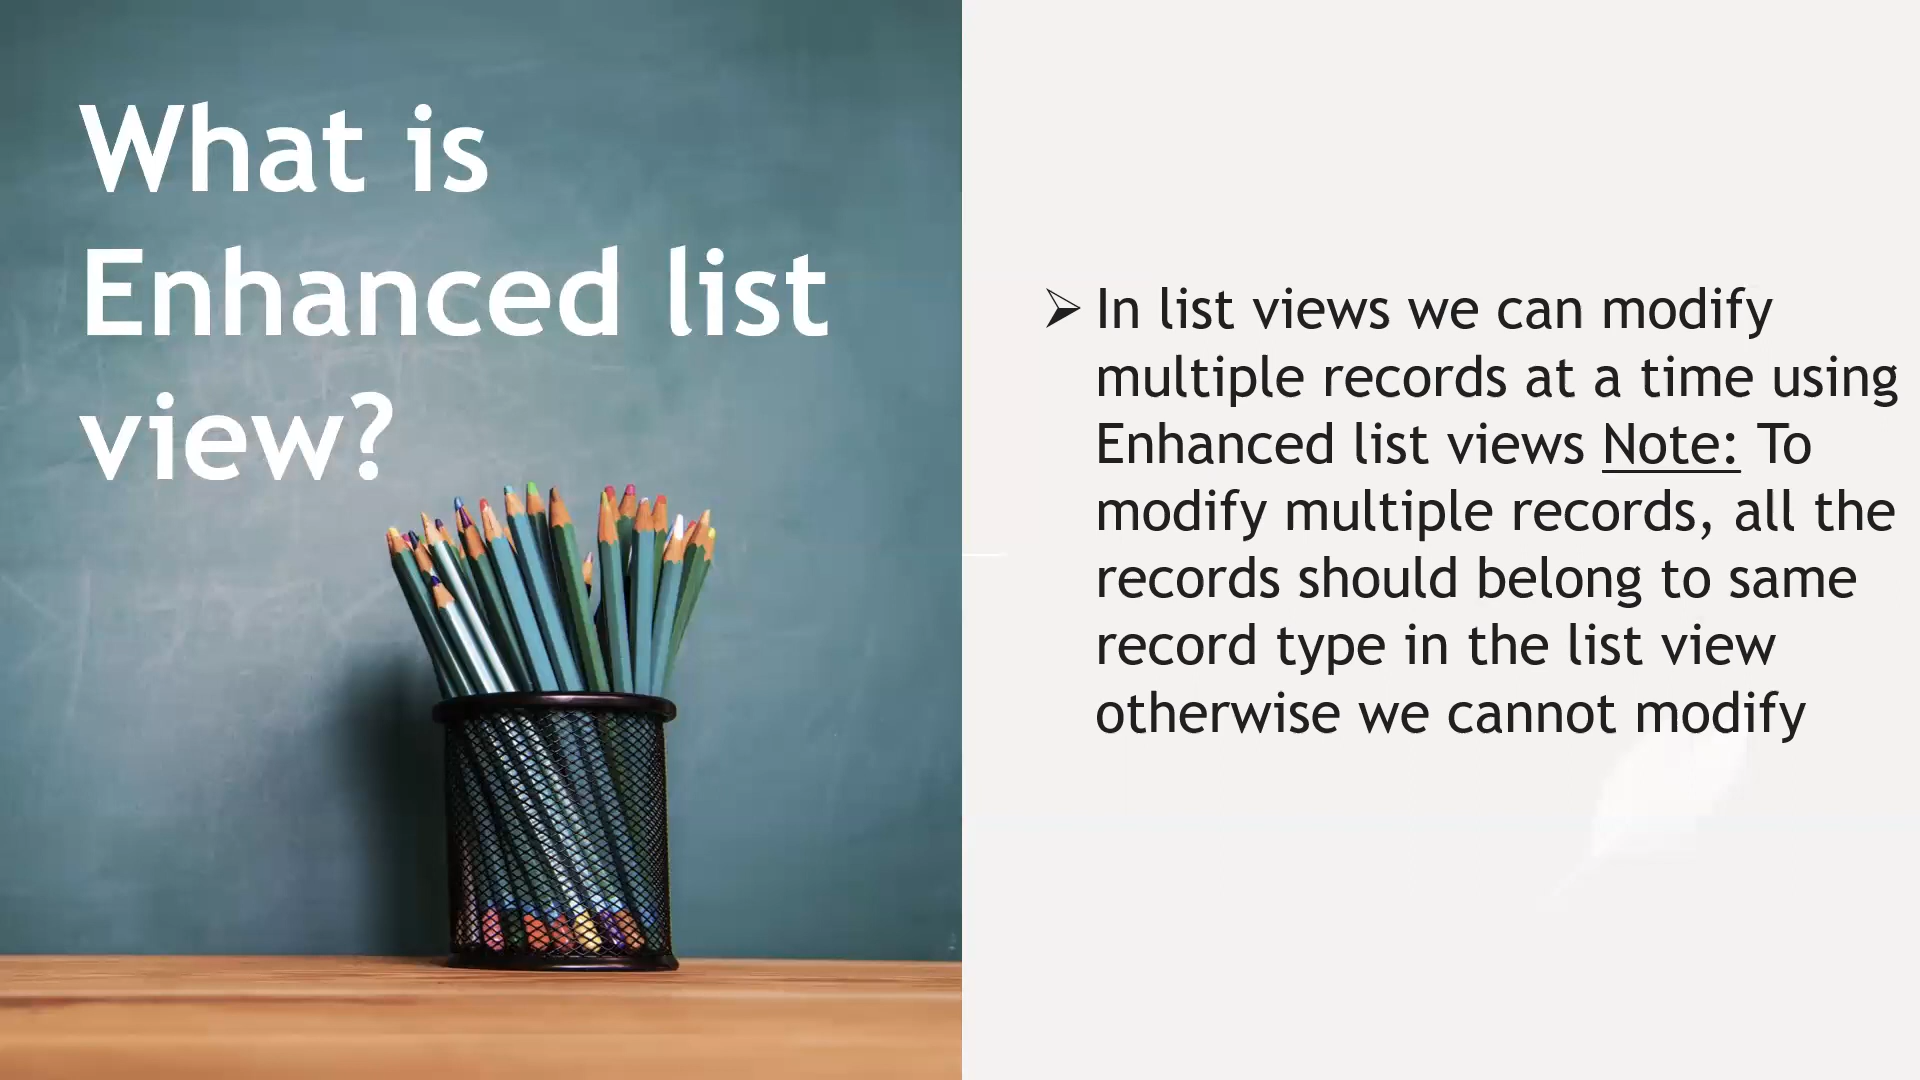 What is
Enhanced list
view?
➢ In list views we can modify
multiple records at a time using
Enhanced list views Note: To
modify multiple records, all the
records should belong to same
record type in the list view
otherwise we cannot modify